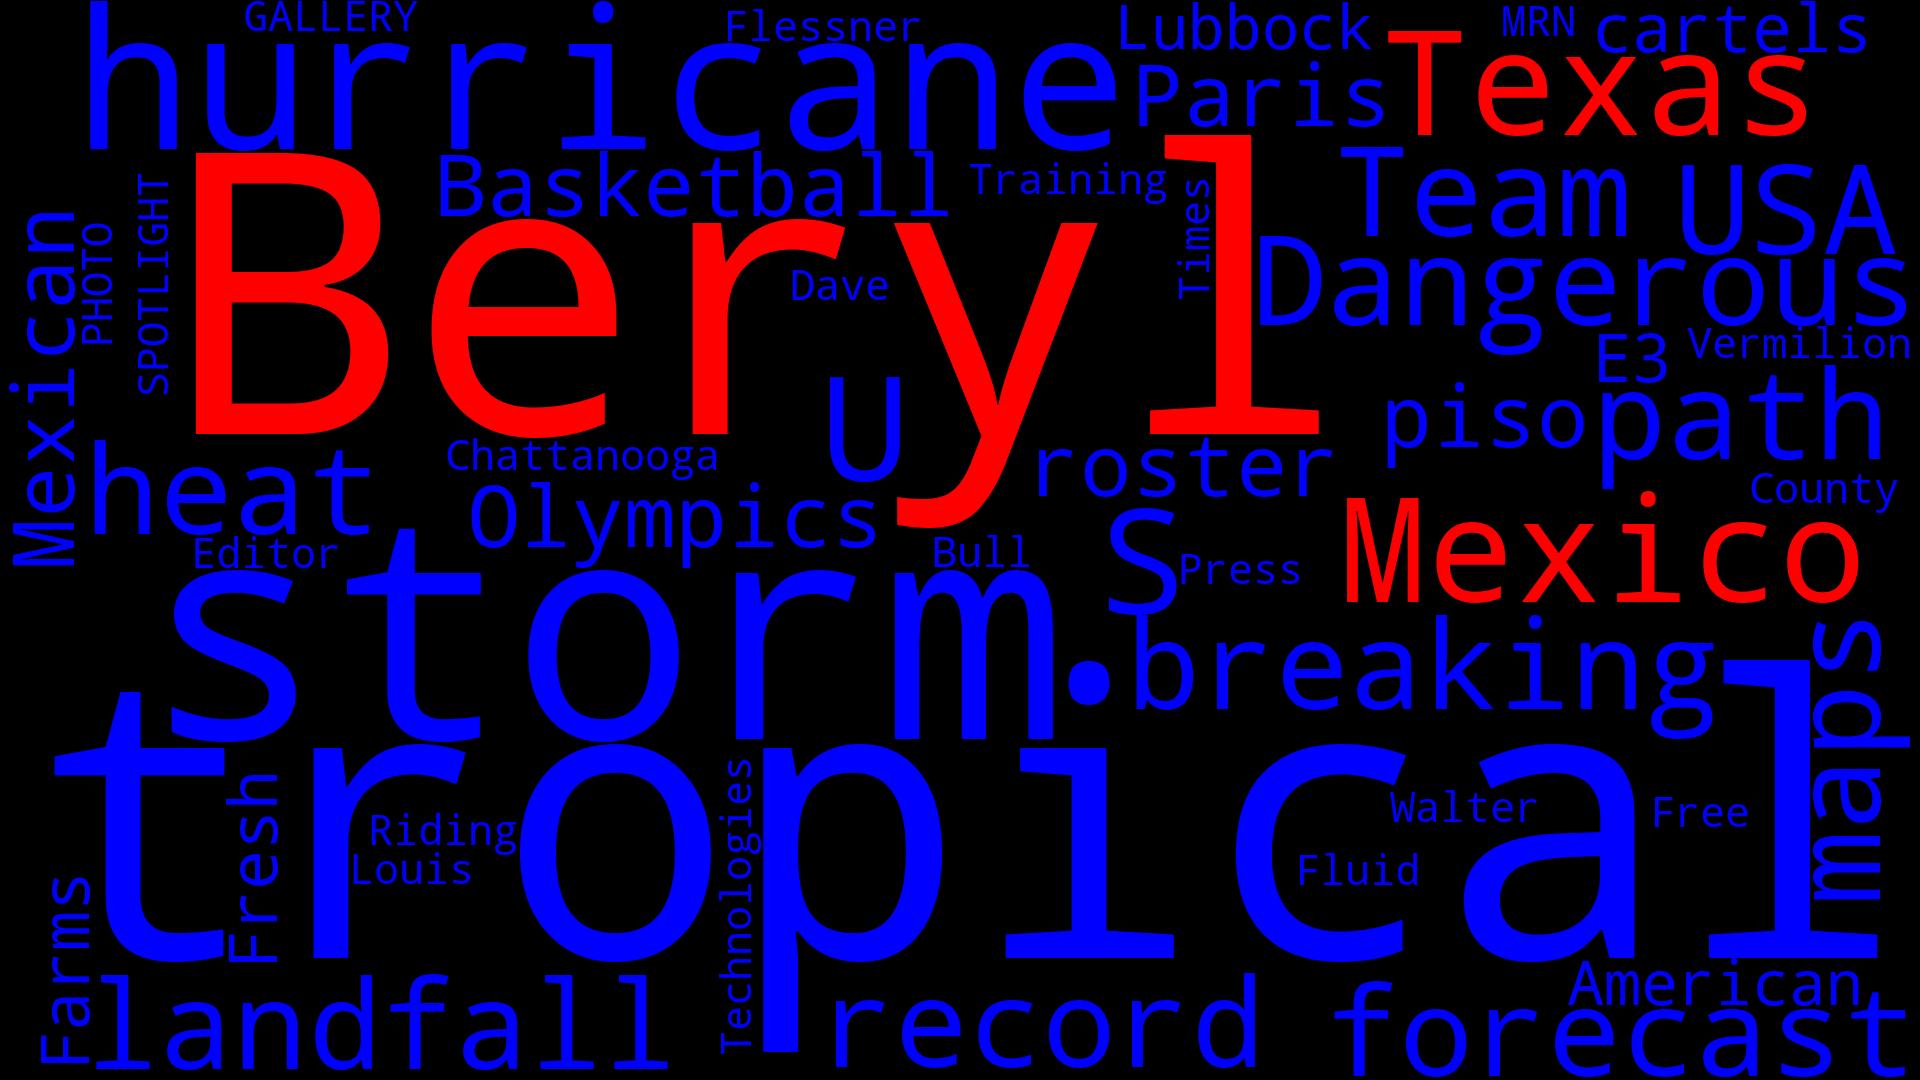 GALLERY
hurricane
Flessner
Lubbock
MRN
cartels
Paris
Texas
Basketball
Training
Times
Team
USA
Mexican
PHOTO
SPOTLIGHT
Beryl
Dave
Dangerous
E3
Vermilion
U
piso
path
heat
Chattanooga
roster
County
Olympics
S
Mexico
Editor
Bull
Press
storm
breaking
maps
tropical
Fresh
Riding
Louis
Technologies
Walter
Free
Fluid
Farms
landfall
record
American
forecast